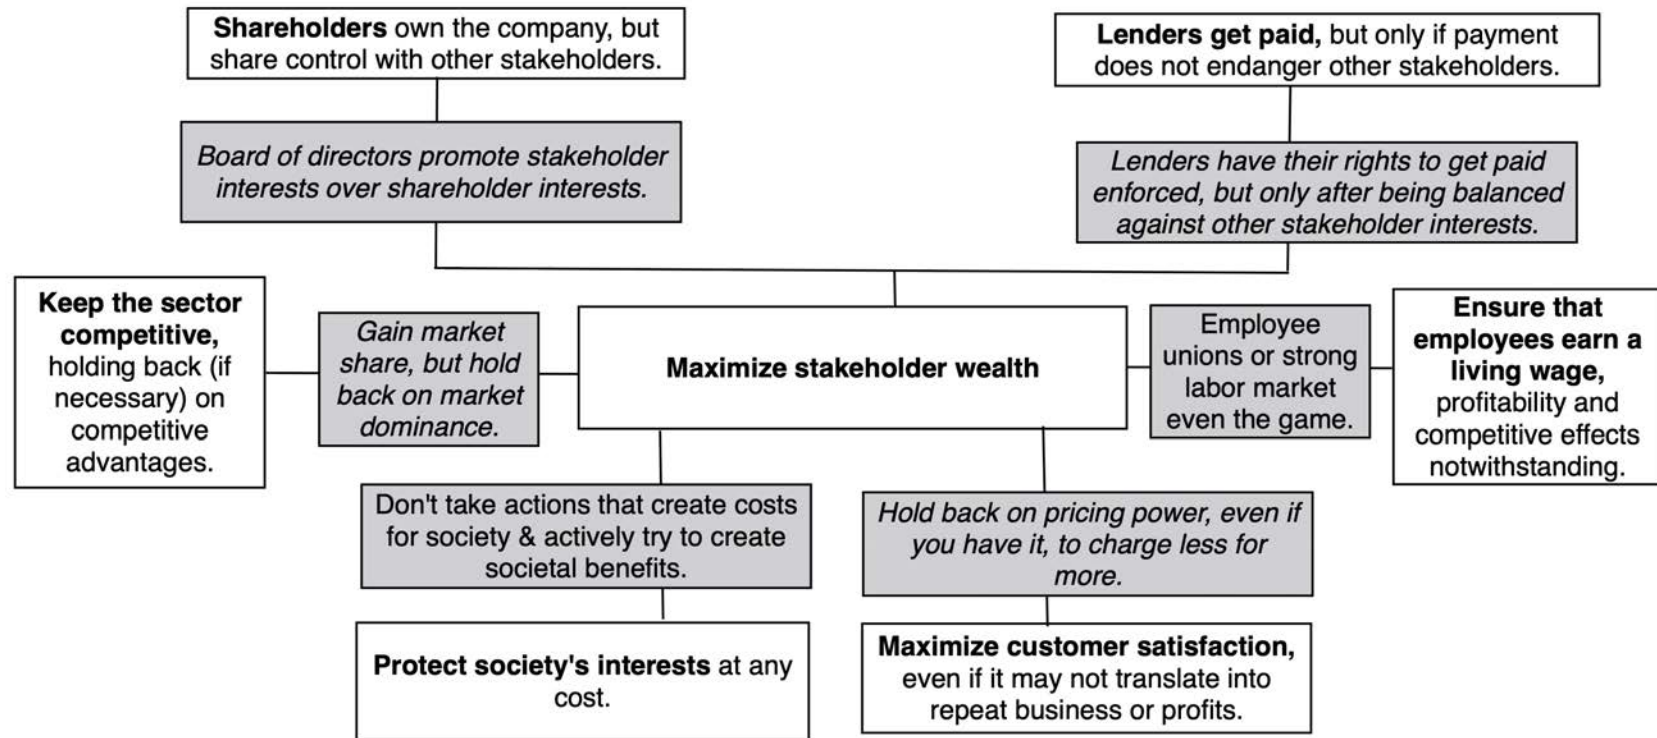 Shareholders own the company, but
share control with other stakeholders.
Lenders get paid, but only if payment
does not endanger other stakeholders.
Board of directors promote stakeholder
interests over shareholder interests.
Lenders have their rights to get paid
enforced, but only after being balanced
against other stakeholder interests.
Keep the sector
competitive,
holding back (if
necessary) on
competitive
advantages.
Gain market
share, but hold
back on market
dominance.
Maximize stakeholder wealth
Employee
unions or strong
labor market
even the game.
Ensure that
employees earn a
living wage,
profitability and
competitive effects
notwithstanding.
Don't take actions that create costs
for society & actively try to create
societal benefits.
Hold back on pricing power, even if
you have it, to charge less for
more.
Protect society's interests at any
cost.
Maximize customer satisfaction,
even if it may not translate into
repeat business or profits.